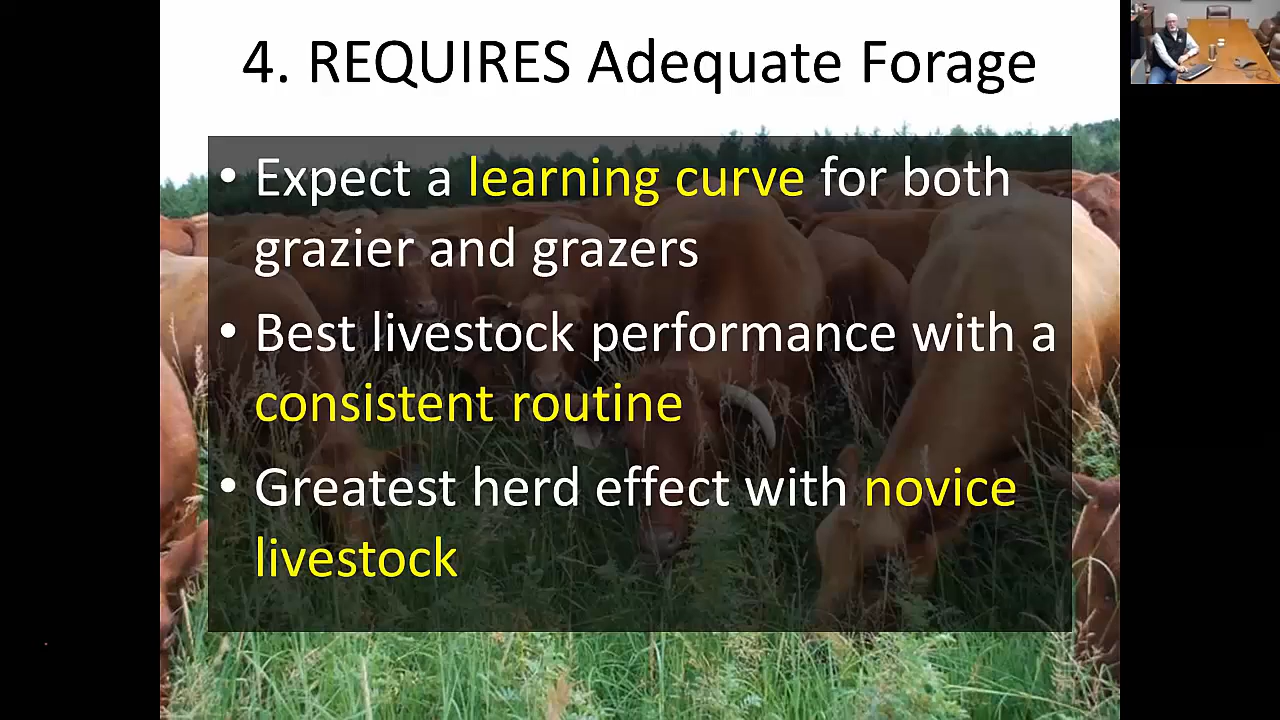 4. REQUIRES Adequate Forage
• Expect a learning curve for both
grazier and grazers
• Best livestock performance with a
consistent routine
• Greatest herd effect with novice
livestock